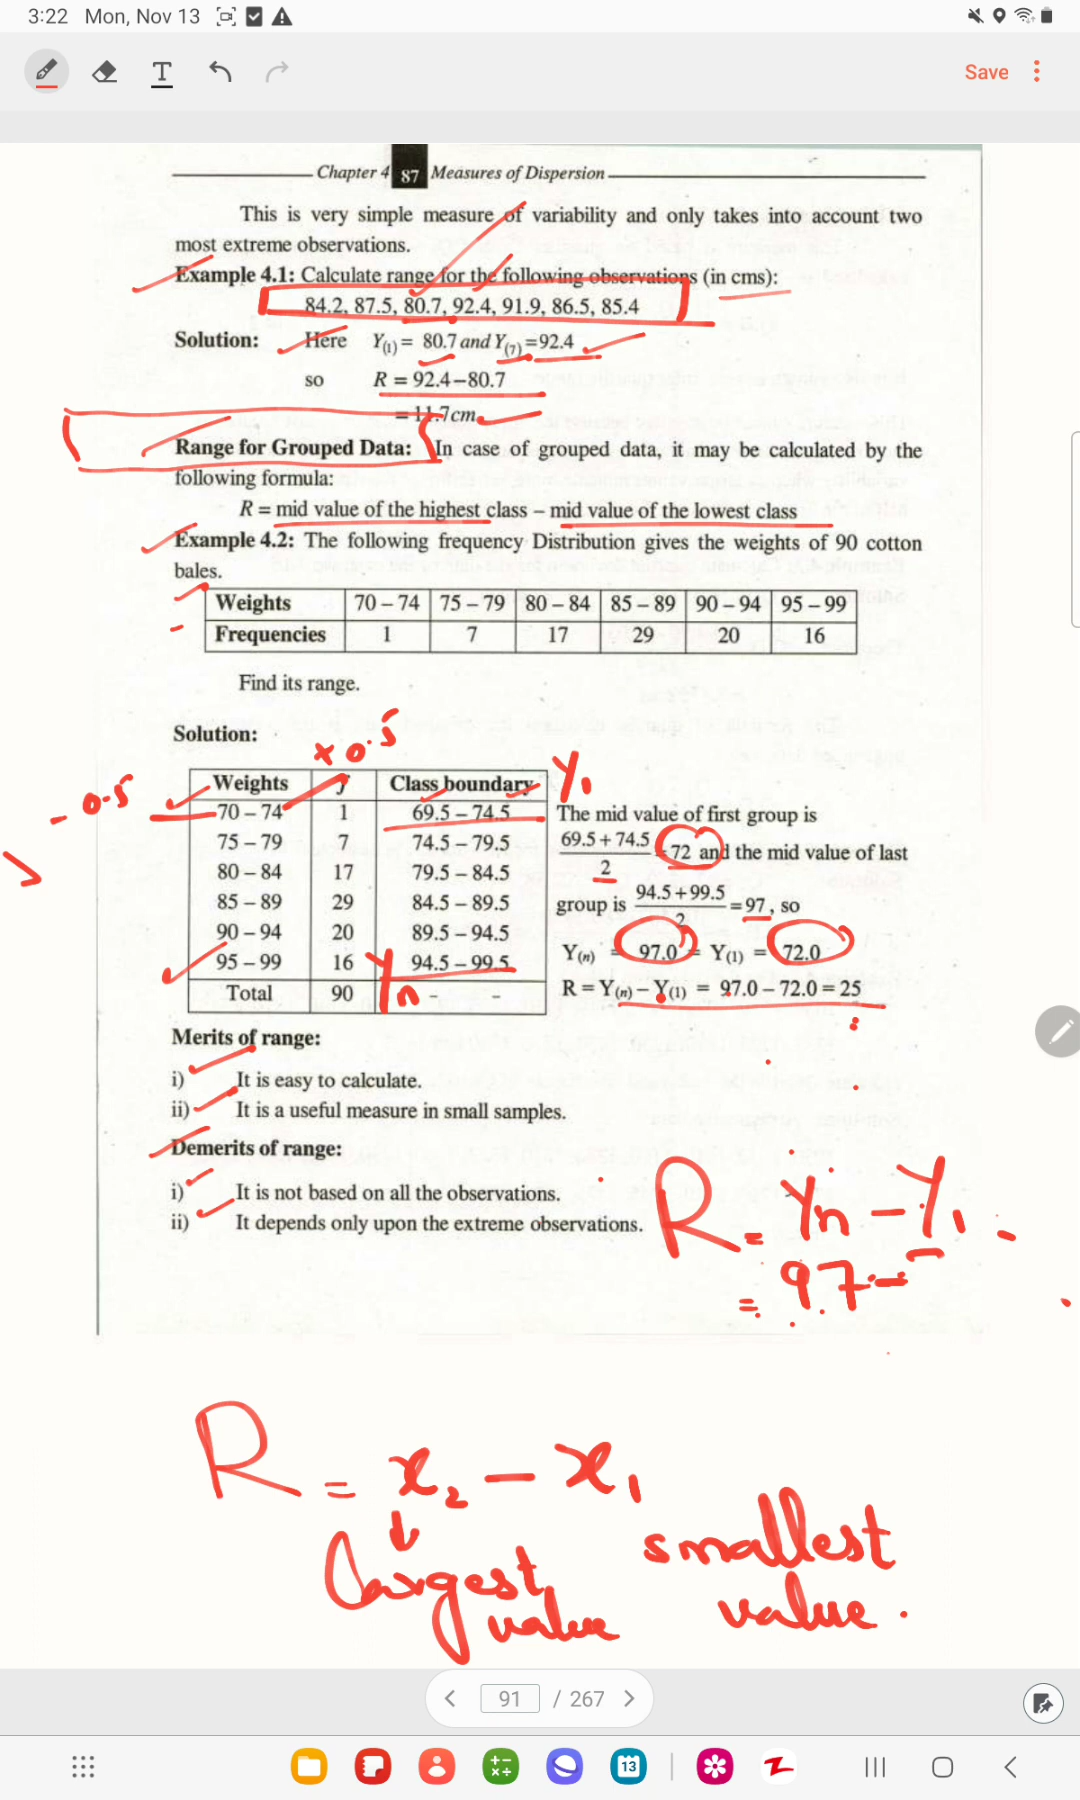 3:22 Mon, Nov 13
T
Save
Chapter 4 87 Measures of Dispersion
This is very simple measure of variability and only takes into account two
most extreme observations.
Example 4.1: Calculate range for the following observations (in cms):
84.2, 87.5, 80.7, 92.4, 91.9, 86.5, 85.4
Solution: Here Y(1) = 80.7 and Y(7) =92.4
so R = 92.4–80.7
= 11.7cm
Range for Grouped Data: In case of grouped data, it may be calculated by the
following formula:
R = mid value of the highest class – mid value of the lowest class
Example 4.2: The following frequency Distribution gives the weights of 90 cotton
bales.
Weights 70 – 74 75 – 79 80 – 84 85 – 89 90 – 94 95 – 99
Frequencies 1 7 17 29 20 16
Find its range.
Solution:
+ 0.5
- 0.5
Weights f Class boundary Y1
70 – 74 1 69.5 – 74.5
75 – 79 7 74.5 – 79.5
80 – 84 17 79.5 – 84.5
85 – 89 29 84.5 – 89.5
90 – 94 20 89.5 – 94.5
95 – 99 16 94.5 – 99.5
Total 90 - -
Yn
The mid value of first group is
69.5 + 74.5 / 2 = 72 and the mid value of last
group is 94.5 + 99.5 / 2 = 97, so
Y(n) = 97.0 = Y(1) = 72.0
R = Y(n) – Y(1) = 97.0 – 72.0 = 25
Merits of range:
i) It is easy to calculate.
ii) It is a useful measure in small samples.
Demerits of range:
i) It is not based on all the observations.
ii) It depends only upon the extreme observations.
R = Yn - Y1
= 97 -
R = x2 - x1
largest value
smallest value.
91 / 267
13